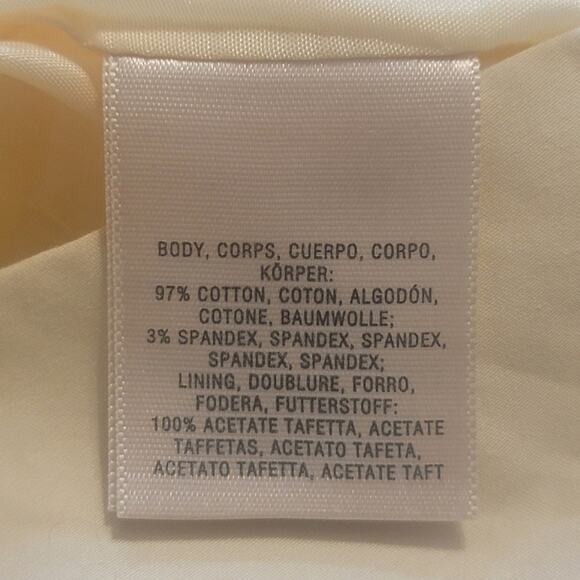 BODY, CORPS, CUERPO, CORPO,
KÖRPER:
97% COTTON, COTON, ALGODÓN,
COTONE, BAUMWOLLE;
3% SPANDEX, SPANDEX, SPANDEX,
SPANDEX, SPANDEX;
LINING, DOUBLURE, FORRO,
FODERA, FUTTERSTOFF:
100% ACETATE TAFETTA, ACETATE
TAFFETAS, ACETATO TAFETA,
ACETATO TAFETTA, ACETATE TAFT